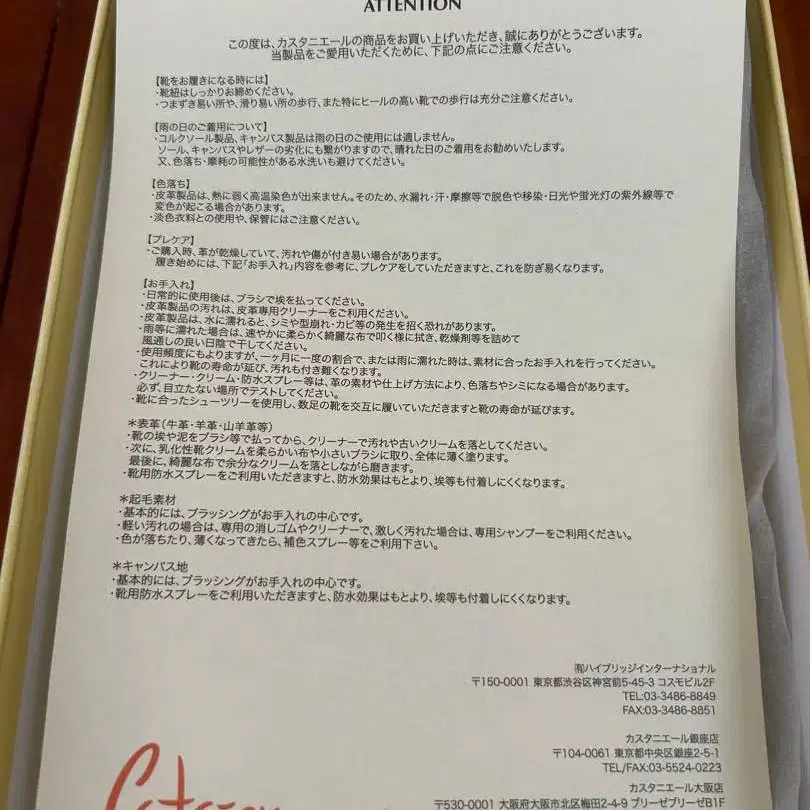 ATTENTION
この度は、カスタニエールの商品をお買い上げいただき、誠にありがとうございます。
当製品をご愛用いただくために、下記の点にご注意ください。
【靴をお履きになる時には】
・靴紐はしっかりお締めください。
・つまずき易い所や、滑り易い所の歩行、また特にヒールの高い靴での歩行は充分ご注意ください。
【雨の日のご着用について】
・コルクソール製品、キャンバス製品は雨の日のご使用には適しません。
ソール、キャンバスやレザーの劣化にも繋がりますので、晴れた日のご着用をお勧めいたします。
又、色落ち・摩耗の可能性がある水洗いも避けてください。
【色落ち】
・皮革製品は、熱に弱く高温染色が出来ません。そのため、水漏れ・汗・摩擦等で脱色や移染・日光や蛍光灯の紫外線等で
変色が起こる場合があります。
・淡色衣料との使用や、保管にはご注意ください。
【プレケア】
・ご購入時、革が乾燥していて、汚れや傷が付き易い場合があります。
履き始めには、下記「お手入れ」内容を参考に、プレケアをしていただきますと、これを防ぎ易くなります。
【お手入れ】
・日常的に使用後は、ブラシで埃を払ってください。
・皮革製品の汚れは、皮革専用クリーナーをご利用ください。
・皮革製品は、水に濡れると、シミや型崩れ・カビ等の発生を招く恐れがあります。
・雨等に濡れた場合は、速やかに柔らかく綺麗な布で叩く様に拭き、乾燥剤等を詰めて
風通しの良い日陰で干してください。
・使用頻度にもよりますが、一ヶ月に一度の割合で、または雨に濡れた時は、素材に合ったお手入れを行ってください。
これにより靴の寿命が延び、汚れも付き難くなります。
・クリーナー・クリーム・防水スプレー等は、革の素材や仕上げ方法により、色落ちやシミになる場合があります。
必ず、目立たない場所でテストしてください。
・靴に合ったシューツリーを使用し、数足の靴を交互に履いていただきますと靴の寿命が延びます。
＊表革（牛革・羊革・山羊革等）
・靴の埃や泥をブラシ等で払ってから、クリーナーで汚れや古いクリームを落としてください。
・次に、乳化性靴クリームを柔らかい布や小さいブラシに取り、全体に薄く塗ります。
最後に、綺麗な布で余分なクリームを落としながら磨きます。
・靴用防水スプレーをご利用いただきますと、防水効果はもとより、埃等も付着しにくくなります。
＊起毛素材
・基本的には、ブラッシングがお手入れの中心です。
・軽い汚れの場合は、専用の消しゴムやクリーナーで、激しく汚れた場合は、専用シャンプーをご利用ください。
・色が落ちたり、薄くなってきたら、補色スプレー等をご利用下さい。
＊キャンバス地
・基本的には、ブラッシングがお手入れの中心です。
・靴用防水スプレーをご利用いただきますと、防水効果はもとより、埃等も付着しにくくなります。
㈲ハイブリッジインターナショナル
〒150-0001 東京都渋谷区神宮前5-45-3 コスモビル2F
TEL:03-3486-8849
FAX:03-3486-8851
カスタニエール銀座店
〒104-0061 東京都中央区銀座2-5-1
TEL/FAX:03-5524-0223
カスタニエール大阪店
〒530-0001 大阪府大阪市北区梅田2-4-9 ブリーゼブリーゼB1F